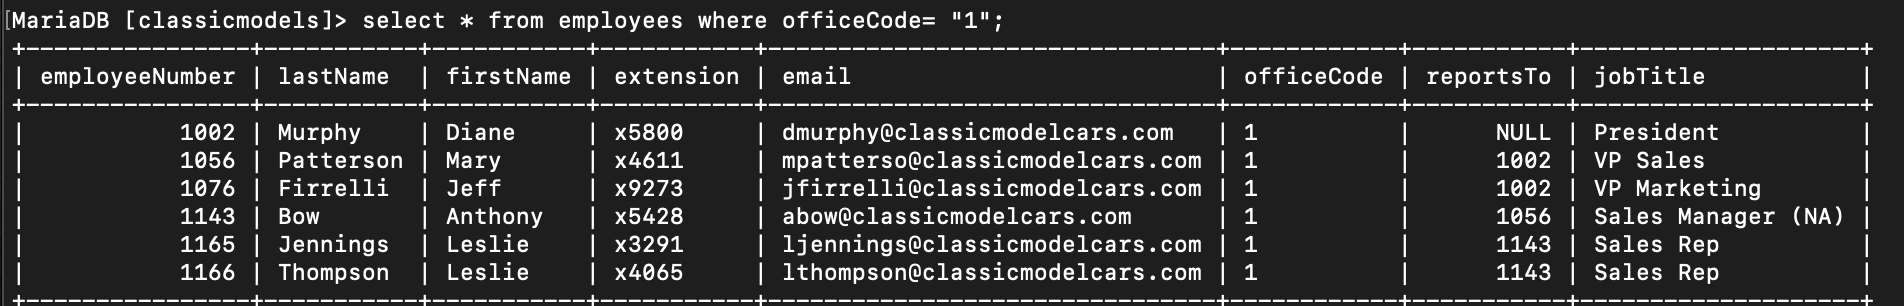 [MariaDB [classicmodels]> select * from employees where officeCode= "1";
+----------------+-----------+-----------+-----------+-----------------------------+------------+-----------+--------------------+
| employeeNumber | lastName  | firstName | extension | email                       | officeCode | reportsTo | jobTitle           |
+----------------+-----------+-----------+-----------+-----------------------------+------------+-----------+--------------------+
|           1002 | Murphy    | Diane     | x5800     | dmurphy@classicmodelcars.com | 1          |      NULL | President          |
|           1056 | Patterson | Mary      | x4611     | mpatterso@classicmodelcars.com | 1          |      1002 | VP Sales           |
|           1076 | Firrelli  | Jeff      | x9273     | jfirrelli@classicmodelcars.com | 1          |      1002 | VP Marketing       |
|           1143 | Bow       | Anthony   | x5428     | abow@classicmodelcars.com   | 1          |      1056 | Sales Manager (NA) |
|           1165 | Jennings  | Leslie    | x3291     | ljennings@classicmodelcars.com | 1          |      1143 | Sales Rep          |
|           1166 | Thompson  | Leslie    | x4065     | lthompson@classicmodelcars.com | 1          |      1143 | Sales Rep          |
+----------------+-----------+-----------+-----------+-----------------------------+------------+-----------+--------------------+